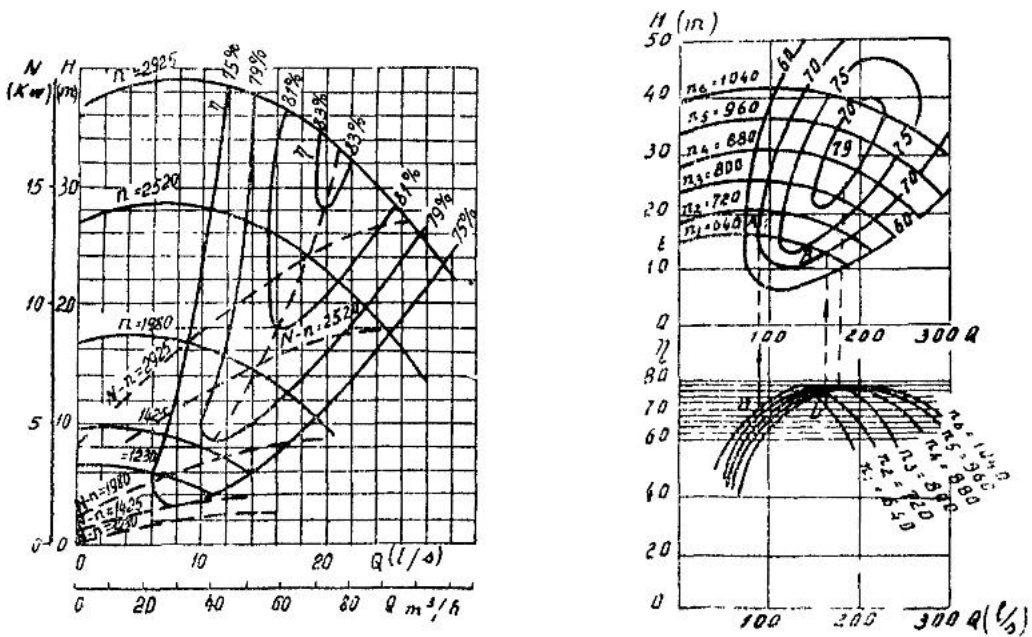 N H
(Kw) (m)
n=2925
75%
79%
81%
83%
83%
η
η
15 30
n=2520
81%
79%
75%
10 20
n=1980
N-n=2520
N-n=2925
5 10
1425
=1230
N-n=1980
-n=1425
0 0
0 10 20 Q (l/s)
0 20 40 60 80 Q m³/h
H (m)
50
60
70
75
n6=1040
40
n5=960
70
75
n4=680
79
30
n3=800
70
n2=720
20
60
n1=640
10
0
100 200 300 Q
η
80
70
60
40
20
0
n6=1040
n5=960
n4=880
n3=800
n2=720
100 200 300 Q (l/s)